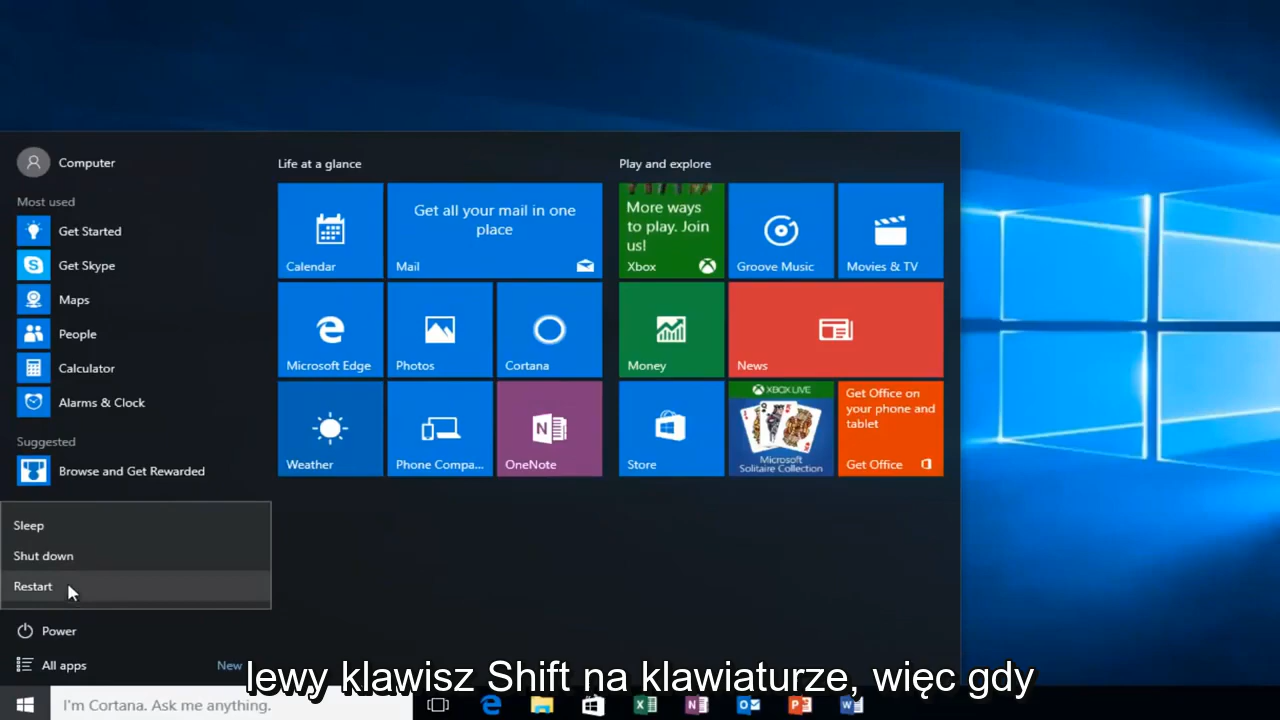 Computer
Most used
Get Started
Get Skype
Maps
People
Calculator
Alarms & Clock
Suggested
Browse and Get Rewarded
Sleep
Shut down
Restart
Power
All apps
New
Life at a glance
Calendar
Get all your mail in one
place
Mail
Microsoft Edge
Photos
Cortana
Weather
Phone Compa...
OneNote
Play and explore
More ways
to play. Join
us!
Xbox
Groove Music
Movies & TV
Money
News
Store
XBOX LIVE
Microsoft
Solitaire Collection
Get Office on
your phone and
tablet
Get Office
lewy klawisz Shift na klawiaturze, więc gdy
I'm Cortana. Ask me anything.